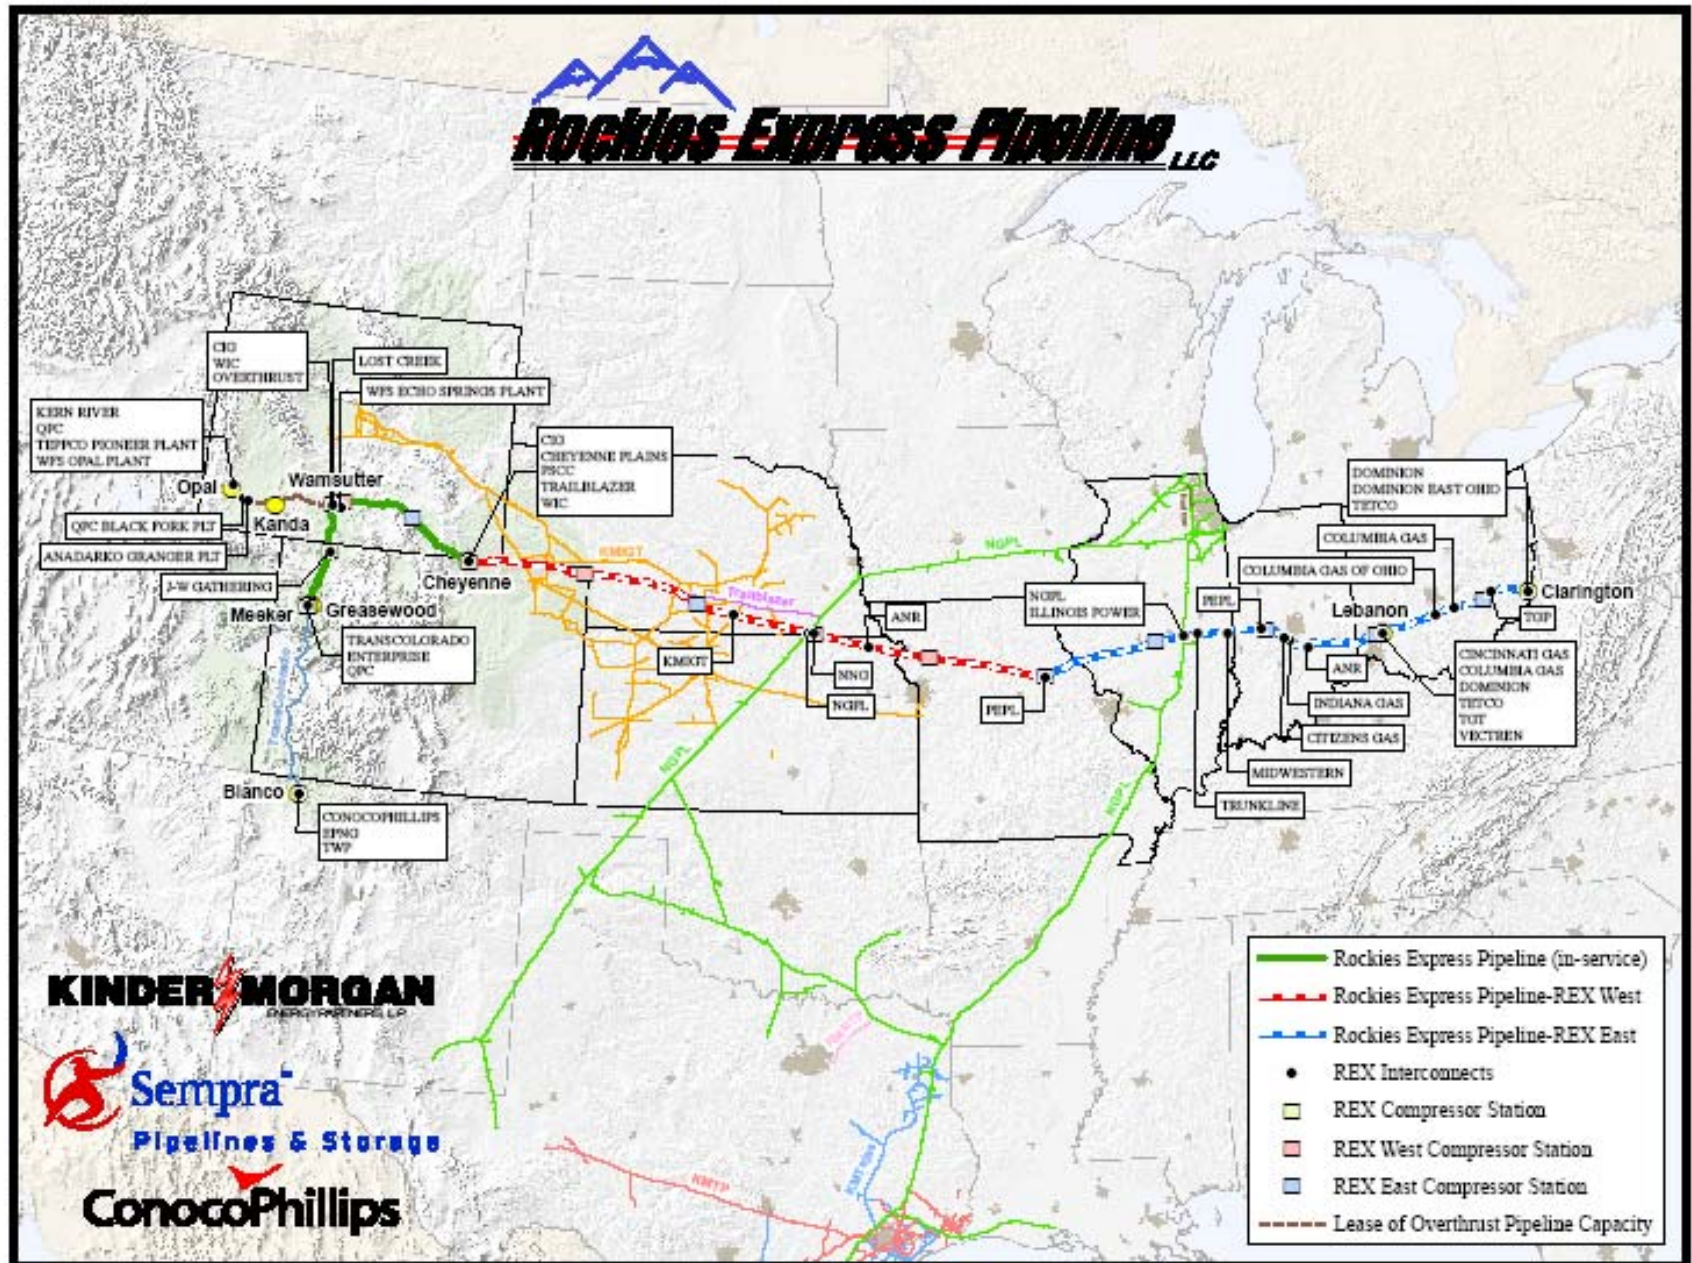 Rockies Express Pipeline LLC
CIG
WIC
OVERTHRUST
LOST CREEK
WFS ECHO SPRINGS PLANT
KERN RIVER
QPC
TEPPCO PIONEER PLANT
WFS OPAL PLANT
CIG
CHEYENNE PLAINS
PSCC
TRAILBLAZER
WIC
Opal
Wamsutter
Kanda
QPC BLACK FORK PLT
ANADARKO GRANGER PLT
J-W GATHERING
Cheyenne
Meeker
Greasewood
TRANSCOLORADO
ENTERPRISE
QPC
TransColorado
Blanco
CONOCOPHILLIPS
EPNG
TWP
KMIGT
Trailblazer
KMIGT
NNG
NGPL
ANR
PEPL
NGPL
NGPL
NGPL
NGPL
ILLINOIS POWER
PEPL
DOMINION
DOMINION EAST OHIO
TETCO
COLUMBIA GAS
COLUMBIA GAS OF OHIO
Lebanon
Clarington
TGP
CINCINNATI GAS
COLUMBIA GAS
DOMINION
TETCO
TGT
VECTREN
ANR
INDIANA GAS
CITIZENS GAS
MIDWESTERN
TRUNKLINE
KMTP
KINDER MORGAN
ENERGY PARTNERS, L.P.
Sempra
Pipelines & Storage
ConocoPhillips
Rockies Express Pipeline (in-service)
Rockies Express Pipeline-REX West
Rockies Express Pipeline-REX East
REX Interconnects
REX Compressor Station
REX West Compressor Station
REX East Compressor Station
Lease of Overthrust Pipeline Capacity